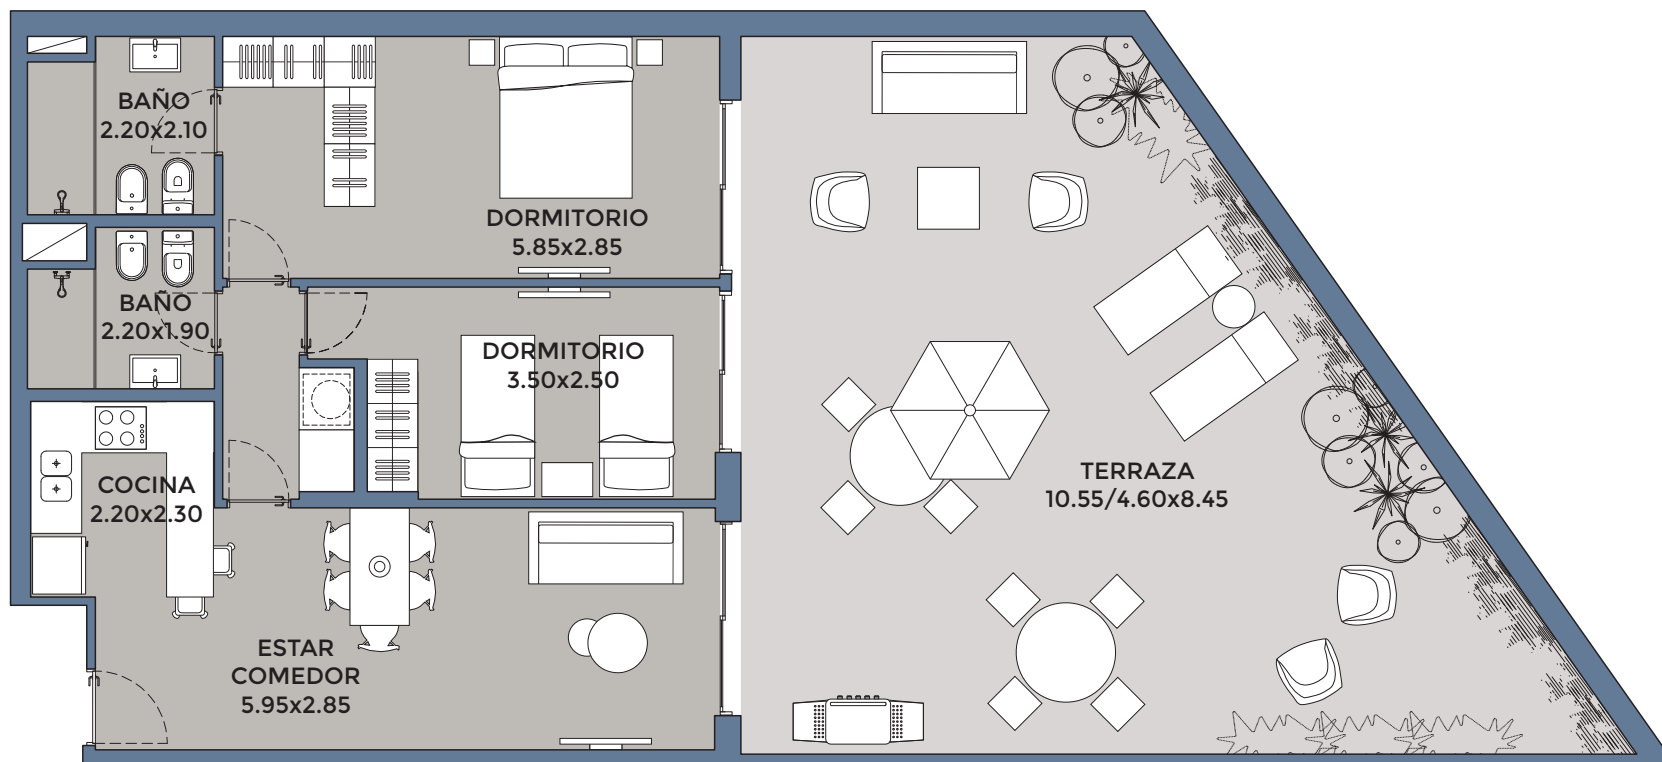 BAÑO
2.20x2.10
DORMITORIO
5.85x2.85
BAÑO
2.20x1.90
DORMITORIO
3.50x2.50
COCINA
2.20x2.30
TERRAZA
10.55/4.60x8.45
ESTAR
COMEDOR
5.95x2.85